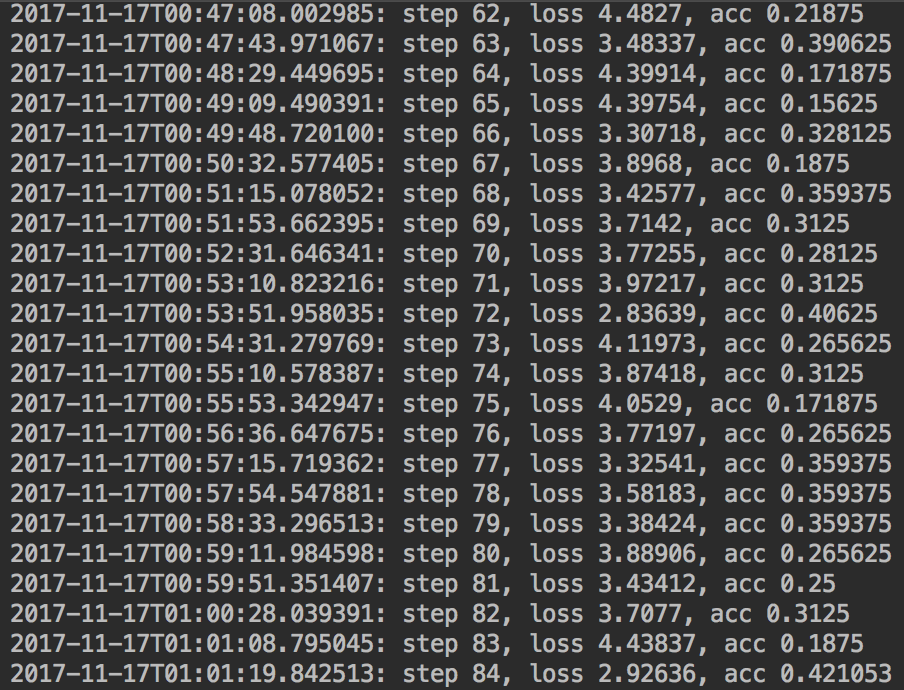 2017-11-17T00:47:08.002985: step 62, loss 4.4827, acc 0.21875
2017-11-17T00:47:43.971067: step 63, loss 3.48337, acc 0.390625
2017-11-17T00:48:29.449695: step 64, loss 4.39914, acc 0.171875
2017-11-17T00:49:09.490391: step 65, loss 4.39754, acc 0.15625
2017-11-17T00:49:48.720100: step 66, loss 3.30718, acc 0.328125
2017-11-17T00:50:32.577405: step 67, loss 3.8968, acc 0.1875
2017-11-17T00:51:15.078052: step 68, loss 3.42577, acc 0.359375
2017-11-17T00:51:53.662395: step 69, loss 3.7142, acc 0.3125
2017-11-17T00:52:31.646341: step 70, loss 3.77255, acc 0.28125
2017-11-17T00:53:10.823216: step 71, loss 3.97217, acc 0.3125
2017-11-17T00:53:51.958035: step 72, loss 2.83639, acc 0.40625
2017-11-17T00:54:31.279769: step 73, loss 4.11973, acc 0.265625
2017-11-17T00:55:10.578387: step 74, loss 3.87418, acc 0.3125
2017-11-17T00:55:53.342947: step 75, loss 4.0529, acc 0.171875
2017-11-17T00:56:36.647675: step 76, loss 3.77197, acc 0.265625
2017-11-17T00:57:15.719362: step 77, loss 3.32541, acc 0.359375
2017-11-17T00:57:54.547881: step 78, loss 3.58183, acc 0.359375
2017-11-17T00:58:33.296513: step 79, loss 3.38424, acc 0.359375
2017-11-17T00:59:11.984598: step 80, loss 3.88906, acc 0.265625
2017-11-17T00:59:51.351407: step 81, loss 3.43412, acc 0.25
2017-11-17T01:00:28.039391: step 82, loss 3.7077, acc 0.3125
2017-11-17T01:01:08.795045: step 83, loss 4.43837, acc 0.1875
2017-11-17T01:01:19.842513: step 84, loss 2.92636, acc 0.421053